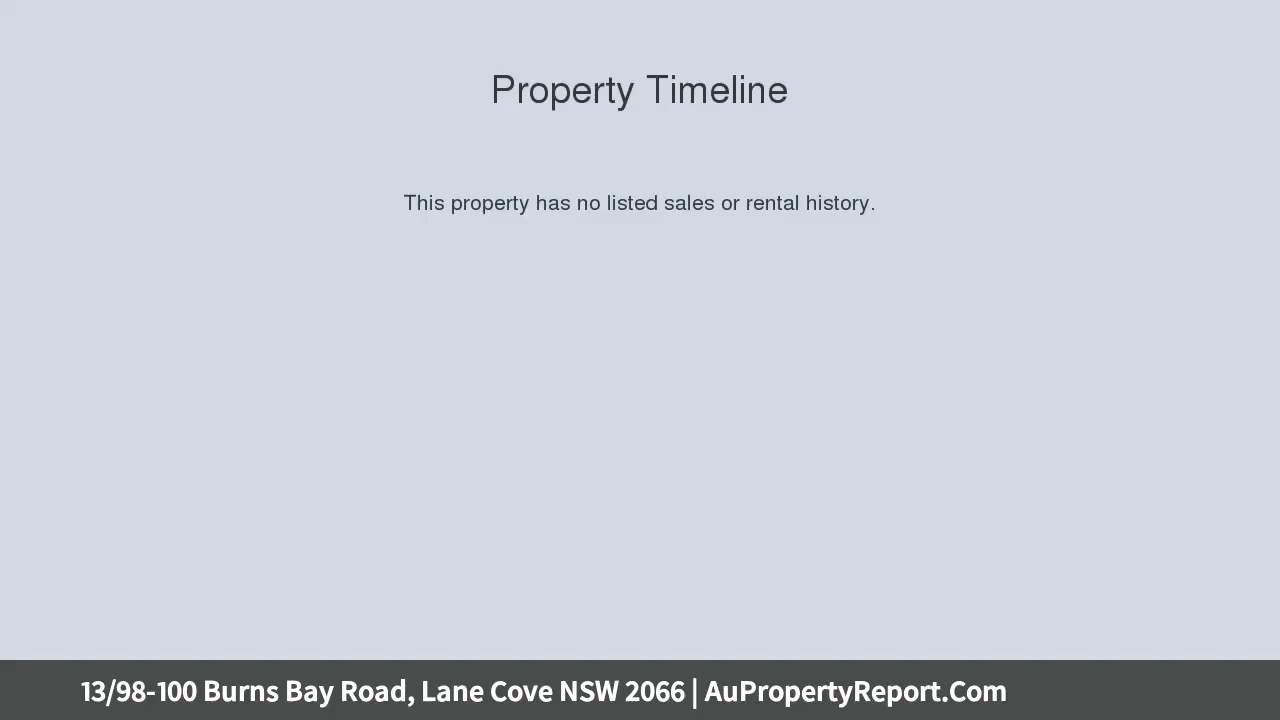 Property Timeline
This property has no listed sales or rental history.
13/98-100 Burns Bay Road, Lane Cove NSW 2066 | AuPropertyReport.Com